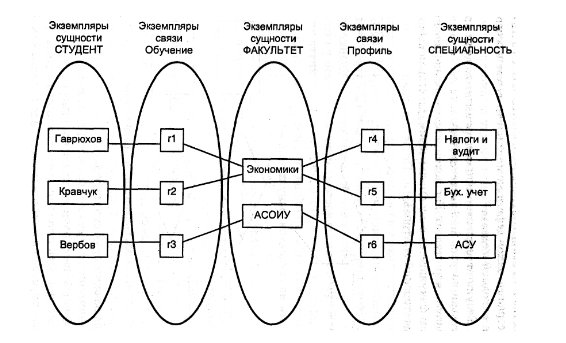 Экземпляры
сущности
СТУДЕНТ
Экземпляры
связи
Обучение
Экземпляры
сущности
ФАКУЛЬТЕТ
Экземпляры
связи
Профиль
Экземпляры
сущности
СПЕЦИАЛЬНОСТЬ
Гаврюхов
r1
r4
Налоги и
аудит
Экономики
Кравчук
r2
r5
Бух. учет
АСОИУ
Вербов
r3
r6
АСУ